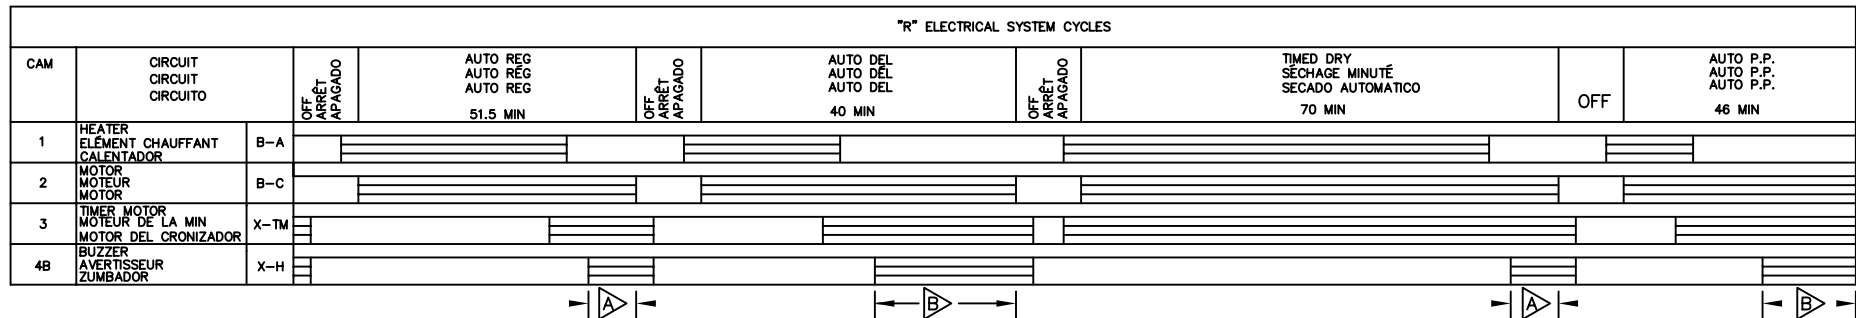 "R" ELECTRICAL SYSTEM CYCLES
CAM
CIRCUIT
CIRCUIT
CIRCUITO
OFF
ARRÊT
APAGADO
AUTO REG
AUTO RÉG
AUTO REG
51.5 MIN
OFF
ARRÊT
APAGADO
AUTO DEL
AUTO DÉL
AUTO DEL
40 MIN
OFF
ARRÊT
APAGADO
TIMED DRY
SÉCHAGE MINUTÉ
SECADO AUTOMATICO
70 MIN
OFF
AUTO P.P.
AUTO P.P.
AUTO P.P.
46 MIN
1
HEATER
ELÉMENT CHAUFFANT
CALENTADOR
B-A
2
MOTOR
MOTEUR
MOTOR
B-C
3
TIMER MOTOR
MOTEUR DE LA MIN
MOTOR DEL CRONIZADOR
X-TM
4B
BUZZER
AVERTISSEUR
ZUMBADOR
X-H
A
B
A
B